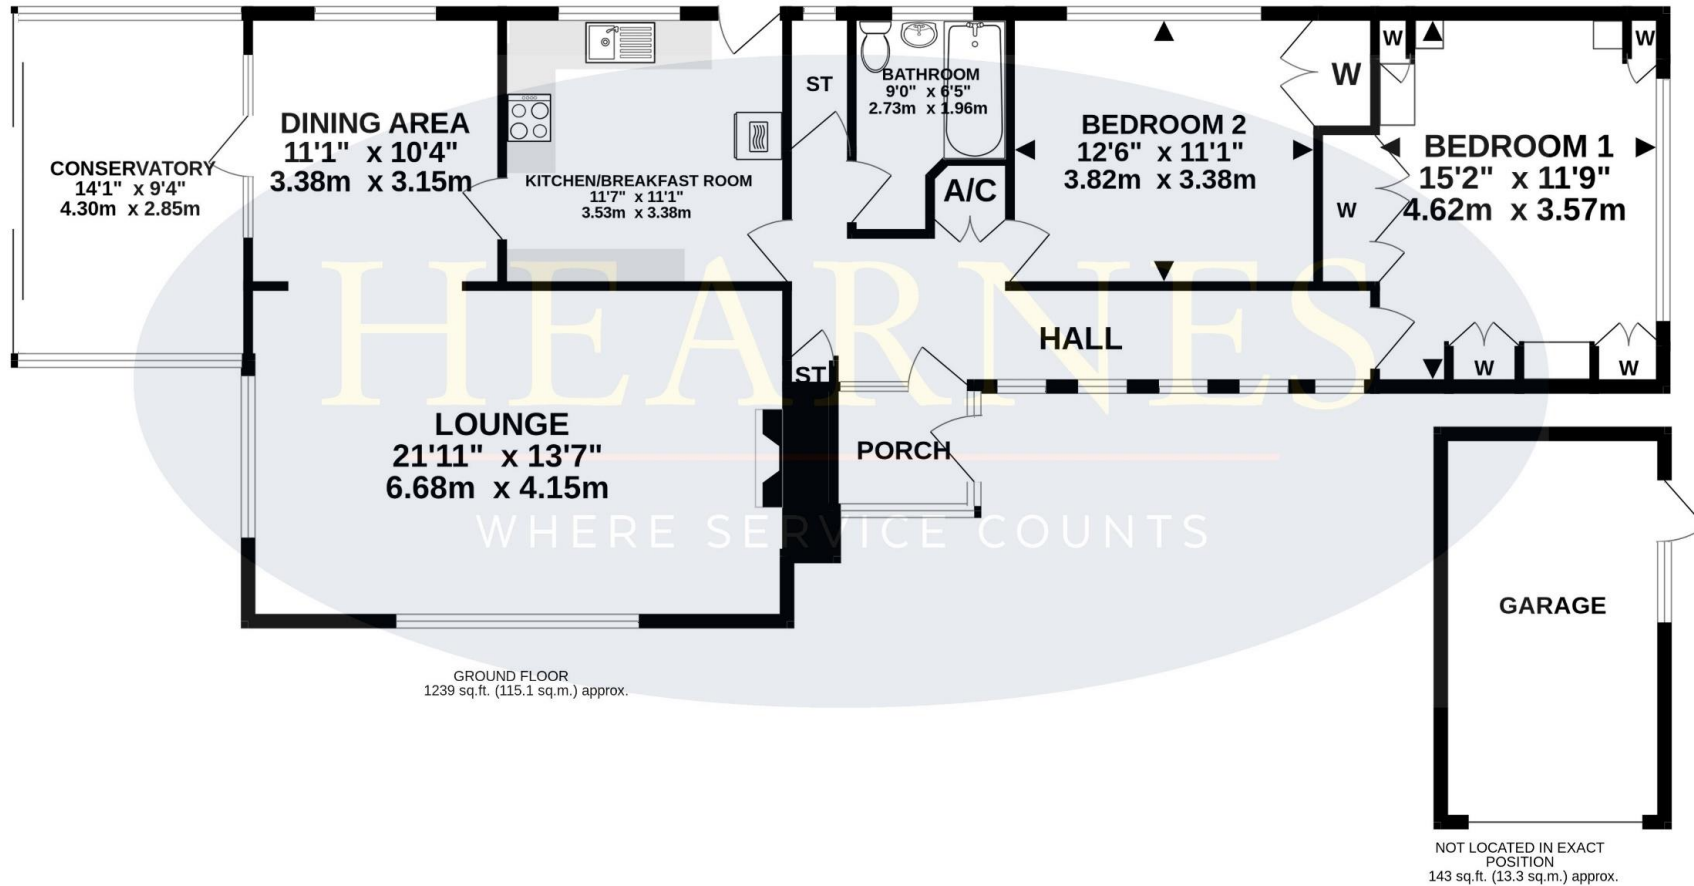 CONSERVATORY
14'1" x 9'4"
4.30m x 2.85m
DINING AREA
11'1" x 10'4"
3.38m x 3.15m
KITCHEN/BREAKFAST ROOM
11'7" x 11'1"
3.53m x 3.38m
ST
BATHROOM
9'0" x 6'5"
2.73m x 1.96m
A/C
BEDROOM 2
12'6" x 11'1"
3.82m x 3.38m
W
W
W
W
BEDROOM 1
15'2" x 11'9"
4.62m x 3.57m
W
W
HALL
ST
PORCH
LOUNGE
21'11" x 13'7"
6.68m x 4.15m
HEARNES
WHERE SERVICE COUNTS
GROUND FLOOR
1239 sq.ft. (115.1 sq.m.) approx.
GARAGE
NOT LOCATED IN EXACT
POSITION
143 sq.ft. (13.3 sq.m.) approx.